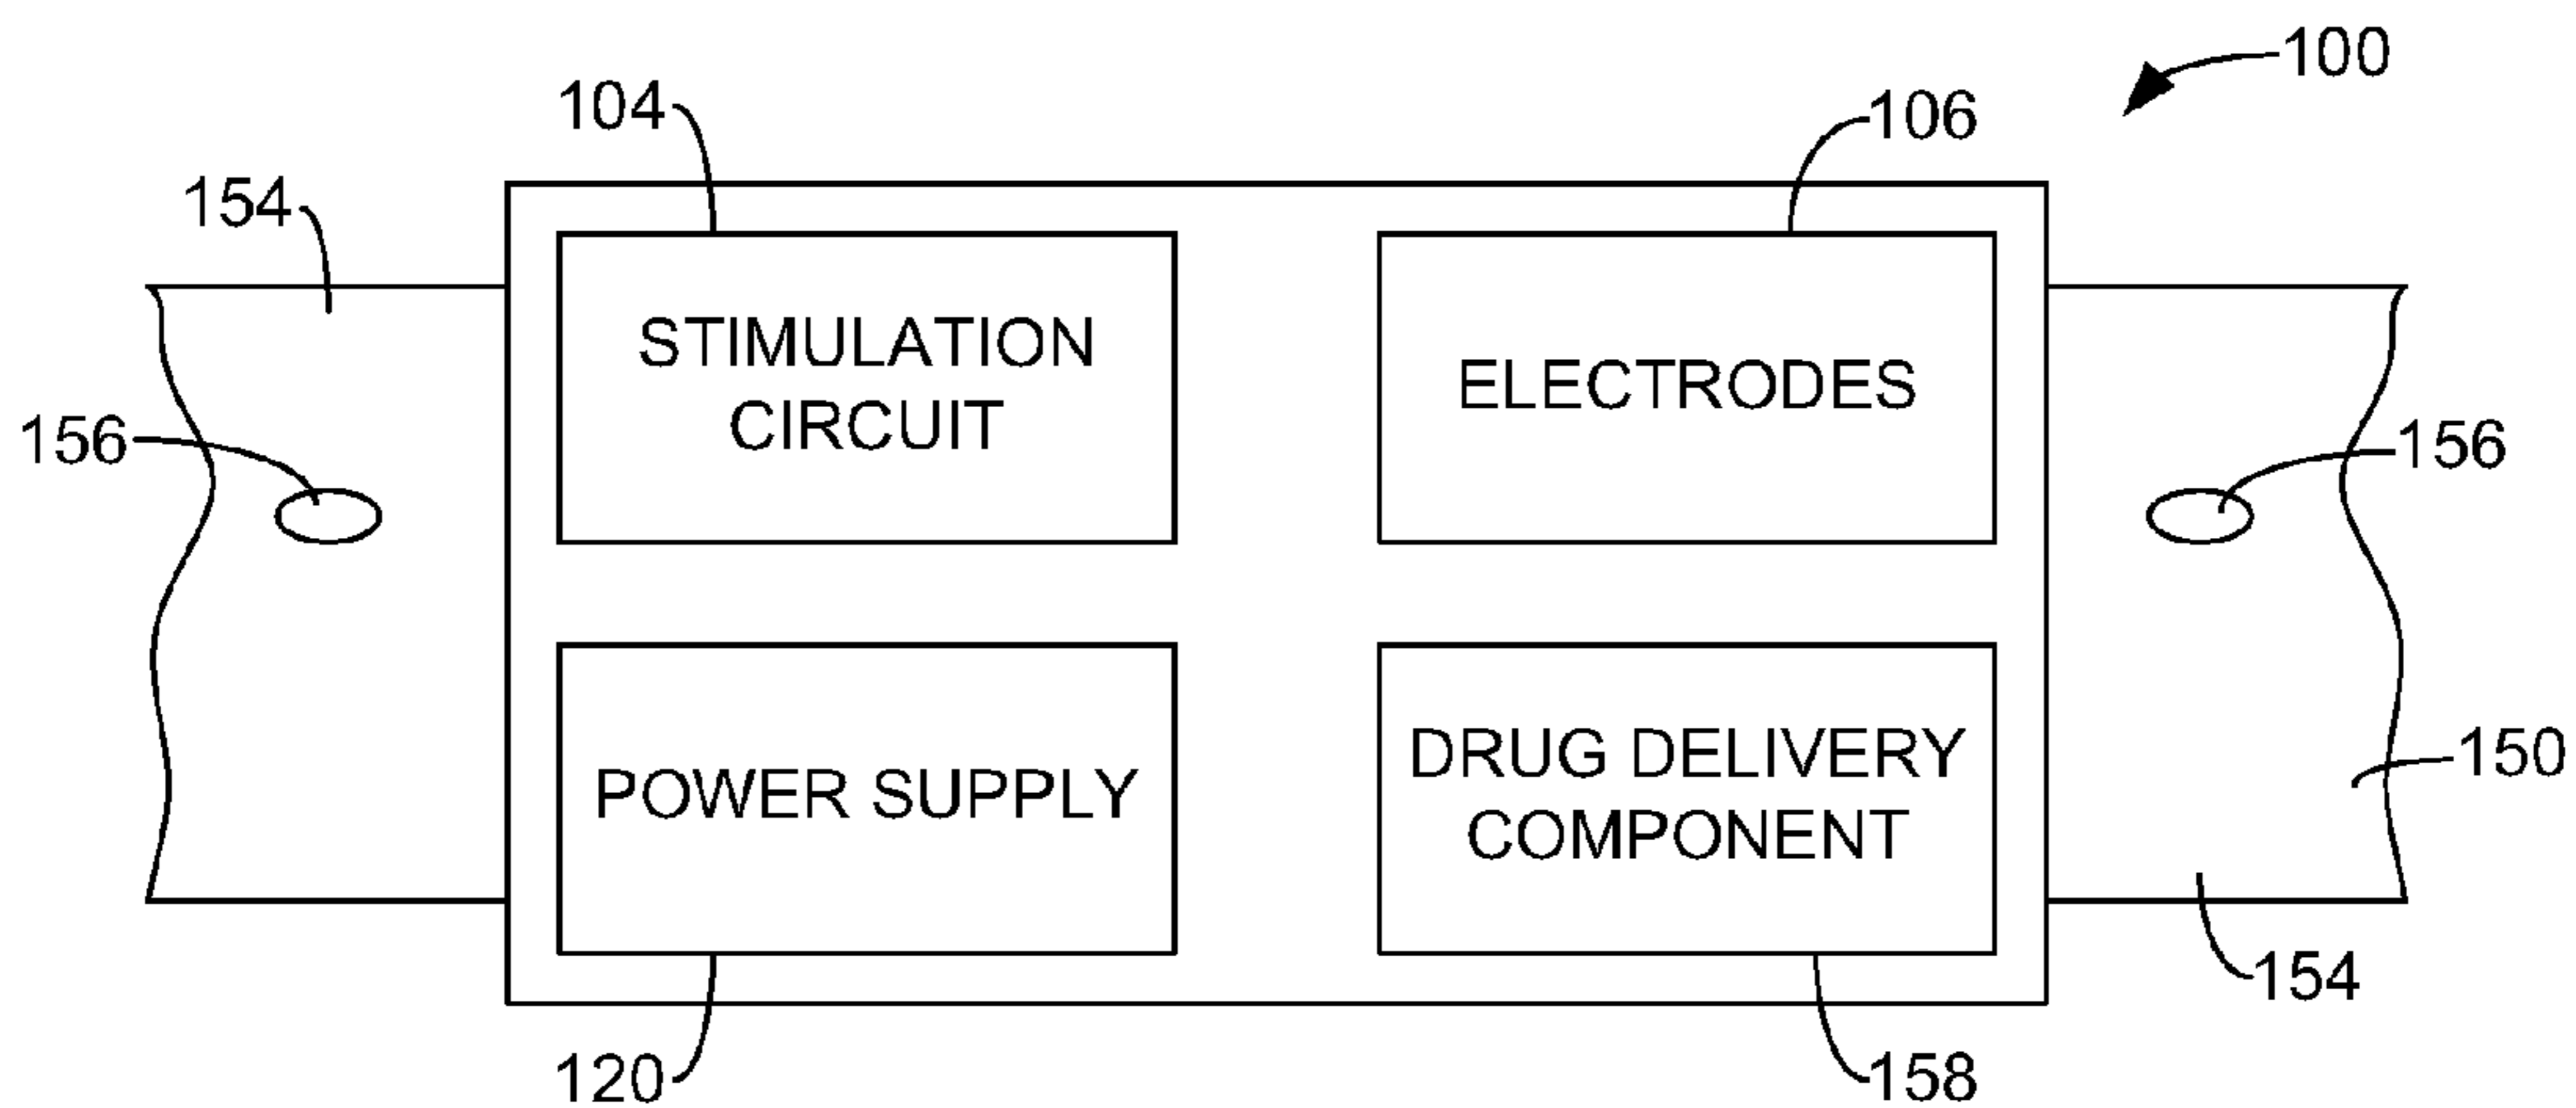 100
104
106
154
STIMULATION
CIRCUIT
ELECTRODES
156
156
POWER SUPPLY
DRUG DELIVERY
COMPONENT
150
154
120
158